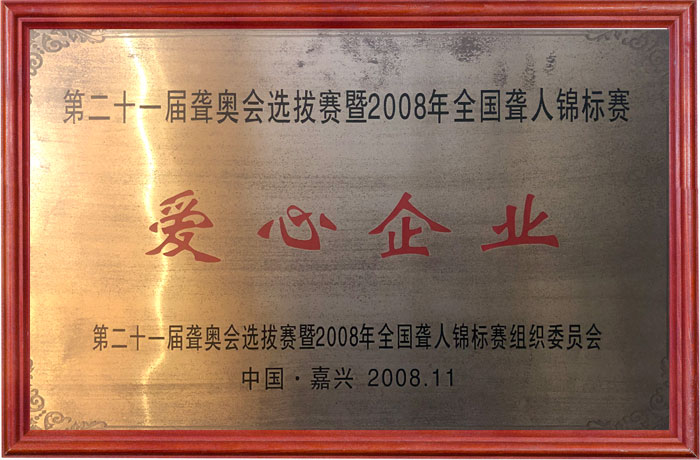 第二十一届聋奥会选拔赛暨2008年全国聋人锦标赛
爱心企业
第二十一届聋奥会选拔赛暨2008年全国聋人锦标赛组织委员会
中国·嘉兴 2008.11